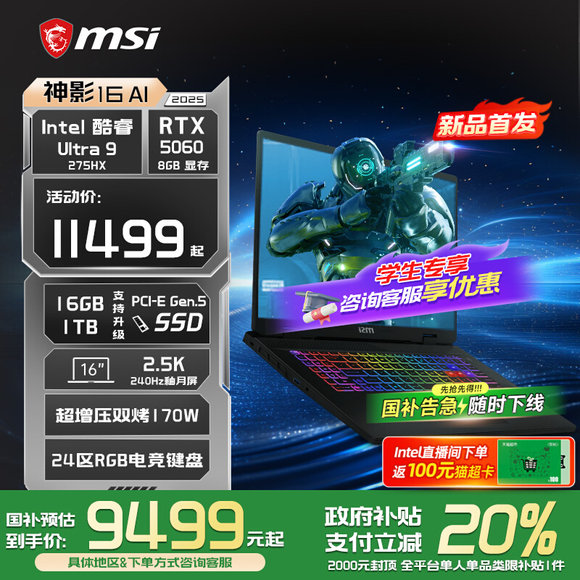 msi
神影16 AI 2025
Intel 酷睿
Ultra 9
275HX
RTX
5060
8GB 显存
新品首发
活动价:
11499起
学生专享
咨询客服享优惠
16GB
1TB
支持升级
PCI-E Gen.5
SSD
16"
2.5K
240Hz釉月屏
msi
先抢先得!!!
国补告急 随时下线
超增压双烤170W
24区RGB电竞键盘
Intel直播间下单
返100元猫超卡
100
国补预估
到手价:
9499元起
具体地区&下单方式咨询客服
政府补贴
支付立减
20%
2000元封顶 全平台单人单品类限补贴1件